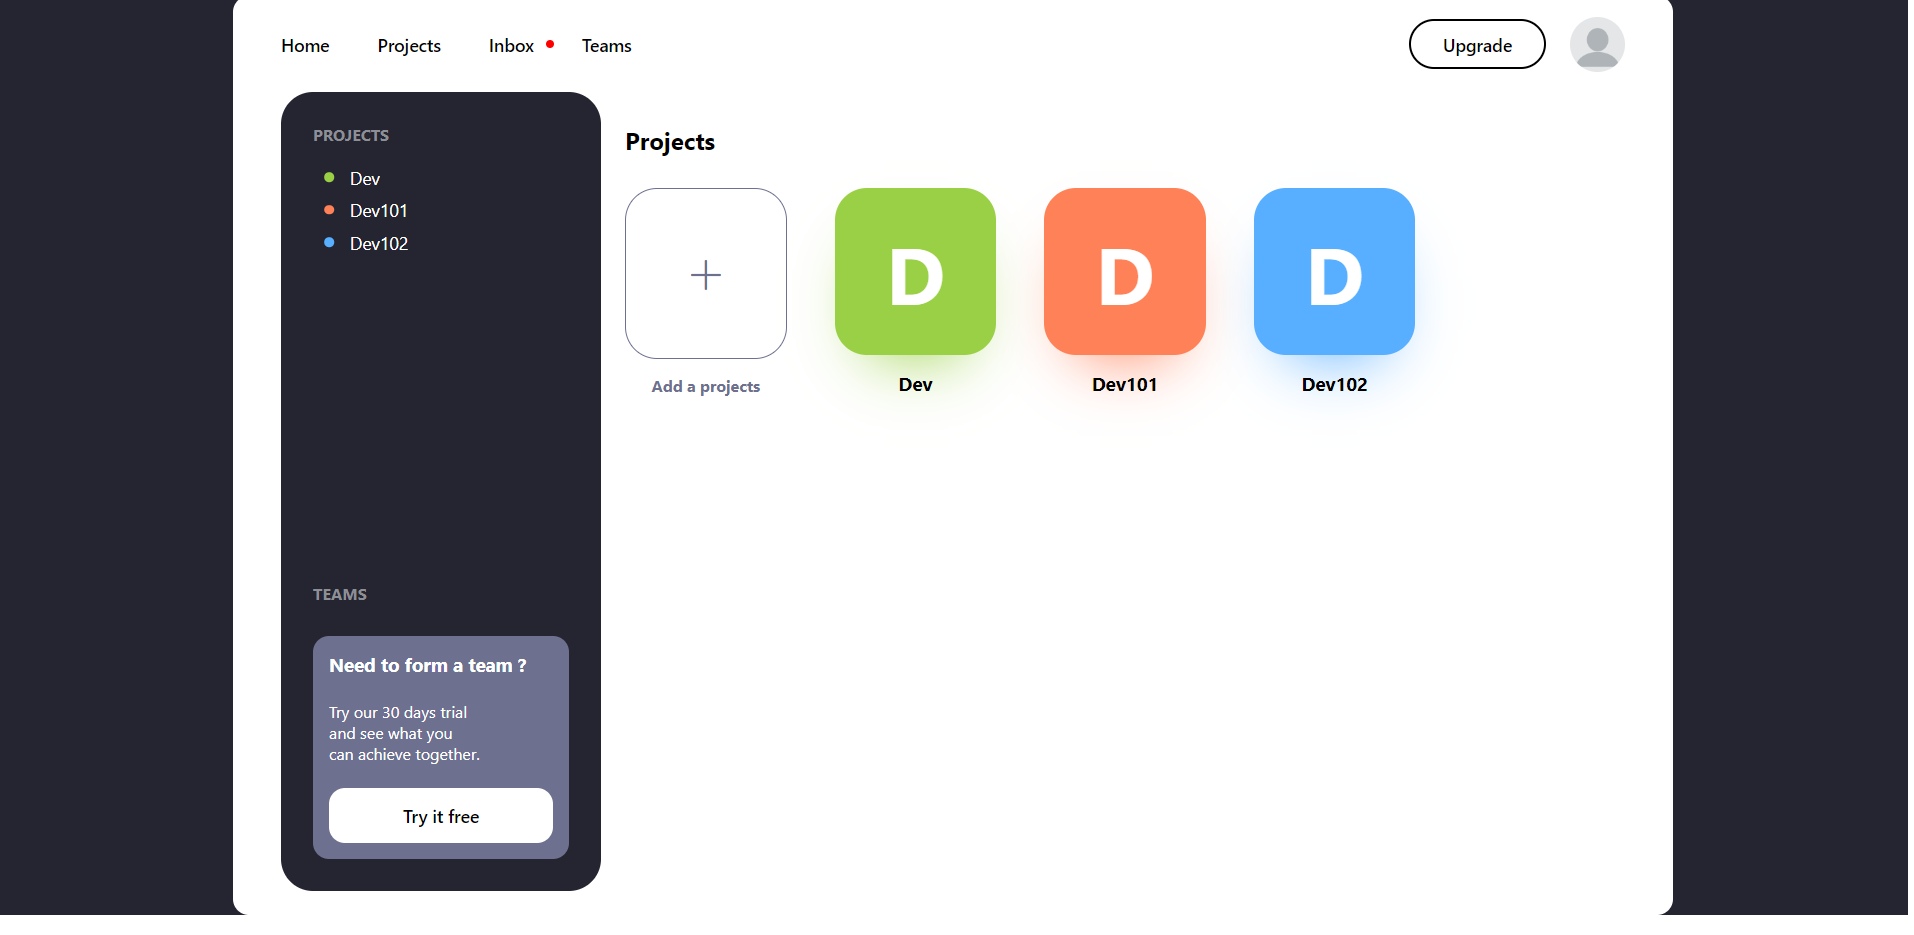 Home
Projects
Inbox
Teams
Upgrade
PROJECTS
Dev
Dev101
Dev102
TEAMS
Need to form a team ?
Try our 30 days trial
and see what you
can achieve together.
Try it free
Projects
Add a projects
D
Dev
D
Dev101
D
Dev102